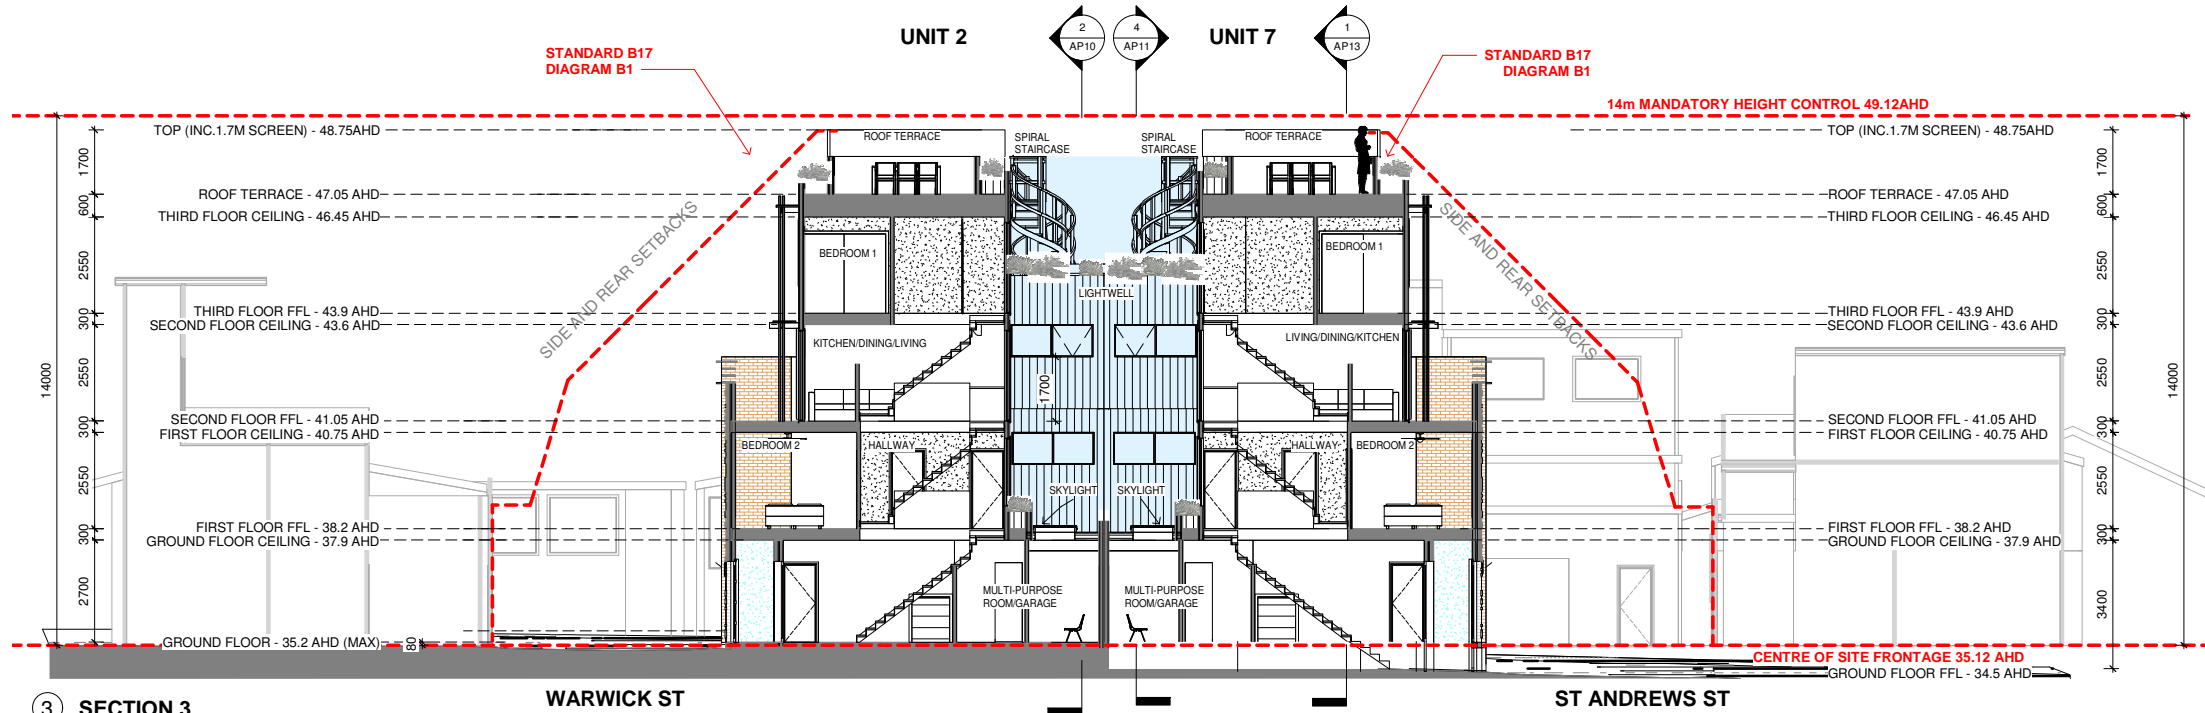 UNIT 2
2
AP10
4
AP11
UNIT 7
1
AP13
STANDARD B17
DIAGRAM B1
STANDARD B17
DIAGRAM B1
14m MANDATORY HEIGHT CONTROL 49.12AHD
TOP (INC.1.7M SCREEN) - 48.75AHD
ROOF TERRACE - 47.05 AHD
THIRD FLOOR CEILING - 46.45 AHD
THIRD FLOOR FFL - 43.9 AHD
SECOND FLOOR CEILING - 43.6 AHD
SECOND FLOOR FFL - 41.05 AHD
FIRST FLOOR CEILING - 40.75 AHD
FIRST FLOOR FFL - 38.2 AHD
GROUND FLOOR CEILING - 37.9 AHD
GROUND FLOOR - 35.2 AHD (MAX)
14000
1700
600
2550
300
2550
300
2550
300
2700
80
SIDE AND REAR SETBACKS
ROOF TERRACE
SPIRAL
STAIRCASE
SPIRAL
STAIRCASE
ROOF TERRACE
BEDROOM 1
BEDROOM 1
LIGHTWELL
KITCHEN/DINING/LIVING
LIVING/DINING/KITCHEN
1700
BEDROOM 2
HALLWAY
HALLWAY
BEDROOM 2
SKYLIGHT
SKYLIGHT
MULTI-PURPOSE
ROOM/GARAGE
MULTI-PURPOSE
ROOM/GARAGE
SIDE AND REAR SETBACKS
TOP (INC.1.7M SCREEN) - 48.75AHD
ROOF TERRACE - 47.05 AHD
THIRD FLOOR CEILING - 46.45 AHD
THIRD FLOOR FFL - 43.9 AHD
SECOND FLOOR CEILING - 43.6 AHD
SECOND FLOOR FFL - 41.05 AHD
FIRST FLOOR CEILING - 40.75 AHD
FIRST FLOOR FFL - 38.2 AHD
GROUND FLOOR CEILING - 37.9 AHD
CENTRE OF SITE FRONTAGE 35.12 AHD
GROUND FLOOR FFL - 34.5 AHD
1700
600
2550
300
2550
300
2550
300
3400
14000
WARWICK ST
ST ANDREWS ST
3 SECTION 3